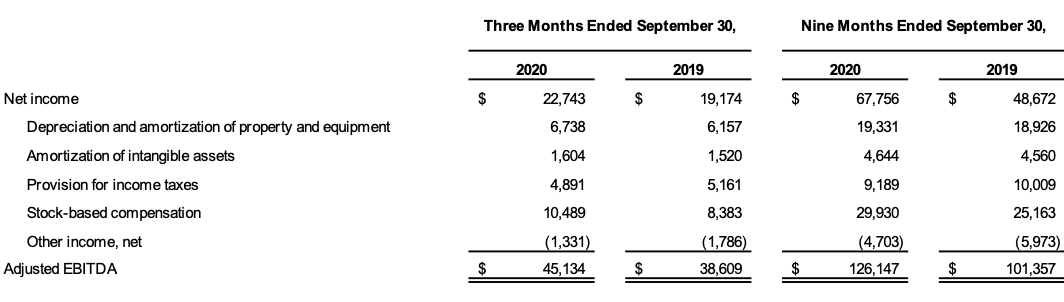 Three Months Ended September 30, Nine Months Ended September 30,
2020 2019 2020 2019
Net income $ 22,743 $ 19,174 $ 67,756 $ 48,672
Depreciation and amortization of property and equipment 6,738 6,157 19,331 18,926
Amortization of intangible assets 1,604 1,520 4,644 4,560
Provision for income taxes 4,891 5,161 9,189 10,009
Stock-based compensation 10,489 8,383 29,930 25,163
Other income, net (1,331) (1,786) (4,703) (5,973)
Adjusted EBITDA $ 45,134 $ 38,609 $ 126,147 $ 101,357